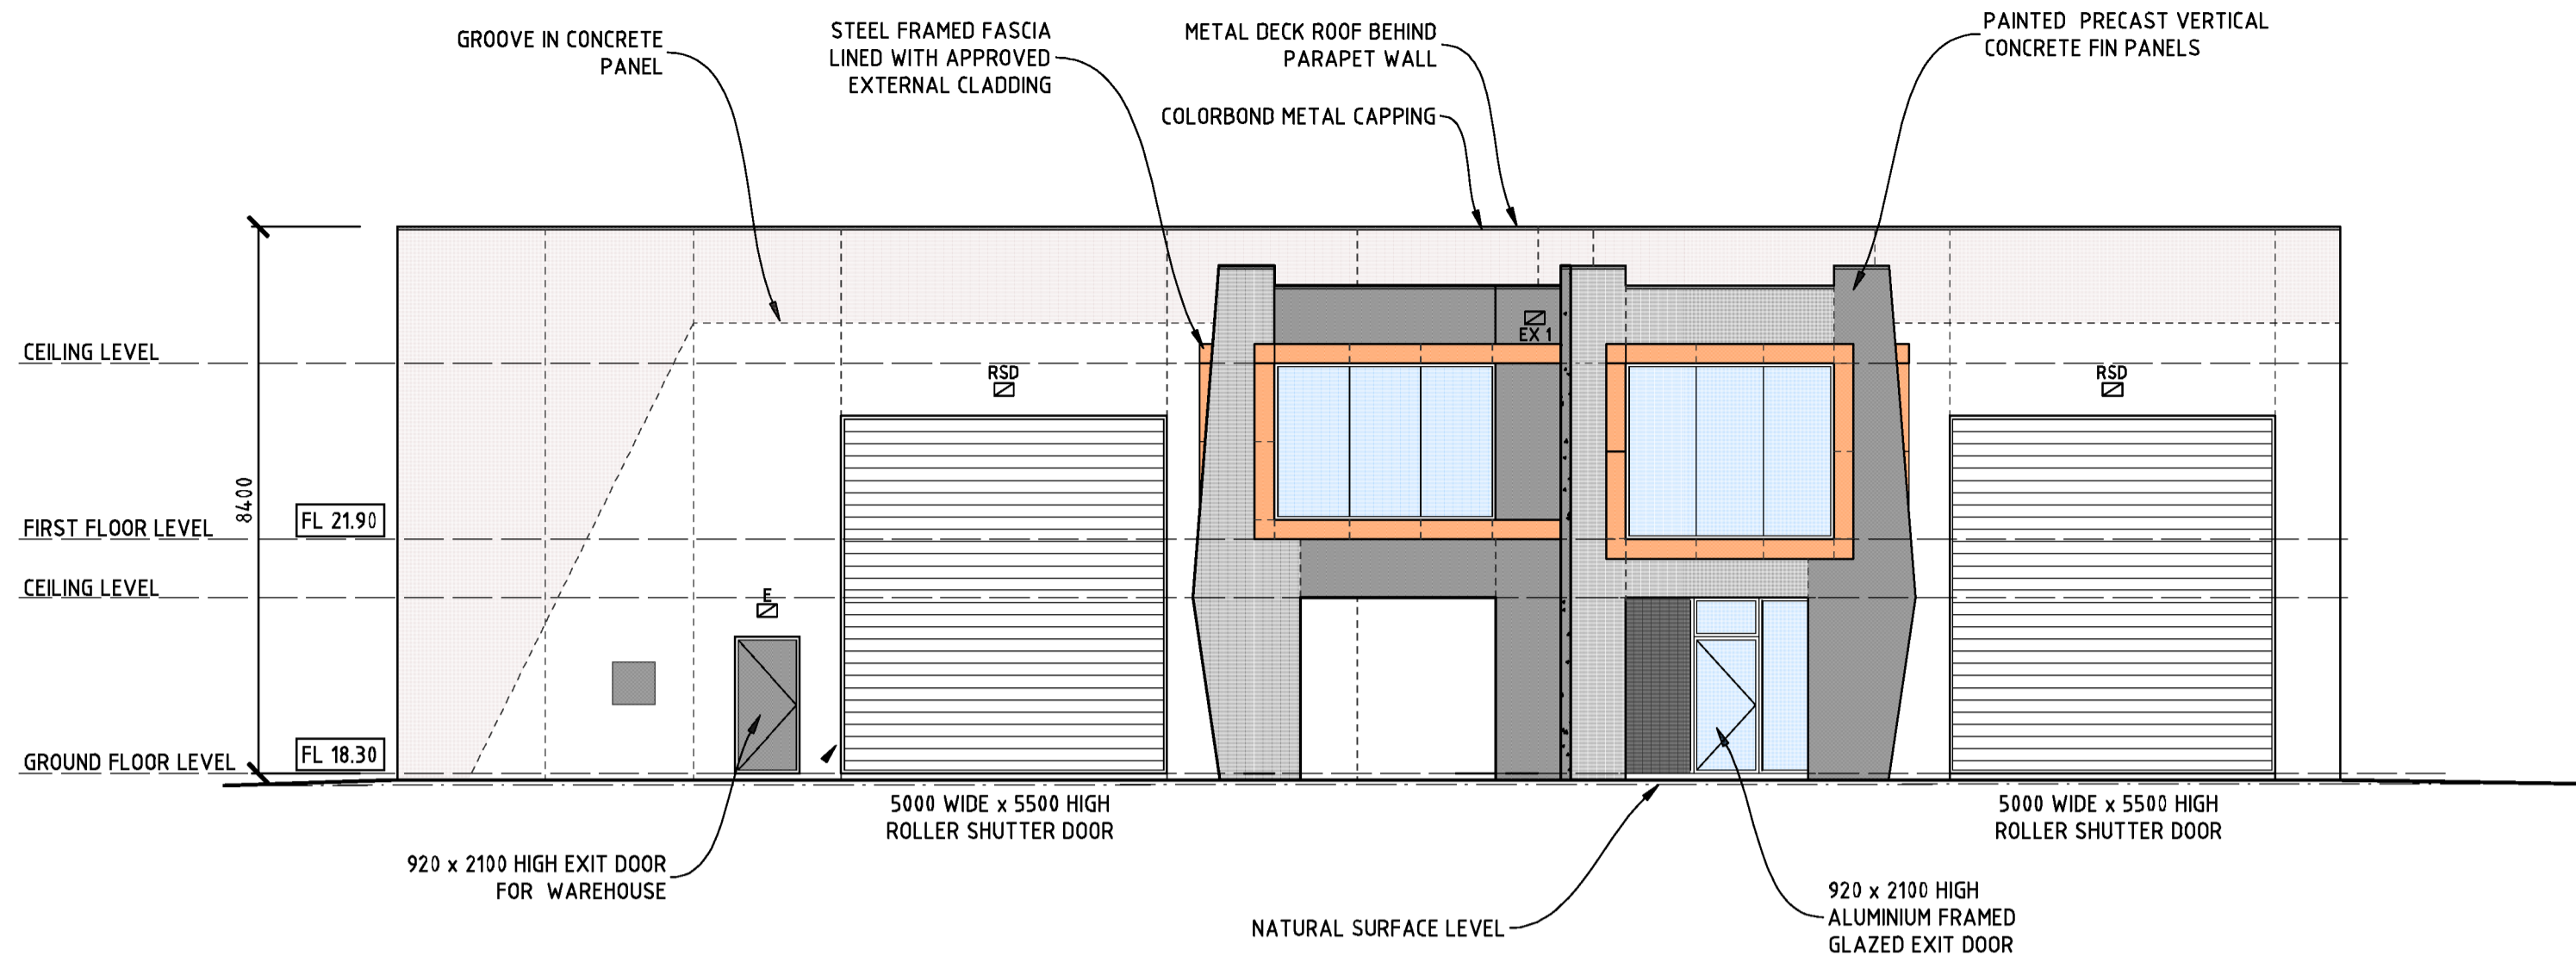 GROOVE IN CONCRETE
PANEL
STEEL FRAMED FASCIA
LINED WITH APPROVED
EXTERNAL CLADDING
METAL DECK ROOF BEHIND
PARAPET WALL
COLORBOND METAL CAPPING
PAINTED PRECAST VERTICAL
CONCRETE FIN PANELS
CEILING LEVEL
RSD
EX 1
RSD
8400
FL 21.90
FIRST FLOOR LEVEL
CEILING LEVEL
E
FL 18.30
GROUND FLOOR LEVEL
5000 WIDE x 5500 HIGH
ROLLER SHUTTER DOOR
5000 WIDE x 5500 HIGH
ROLLER SHUTTER DOOR
920 x 2100 HIGH EXIT DOOR
FOR WAREHOUSE
NATURAL SURFACE LEVEL
920 x 2100 HIGH
ALUMINIUM FRAMED
GLAZED EXIT DOOR